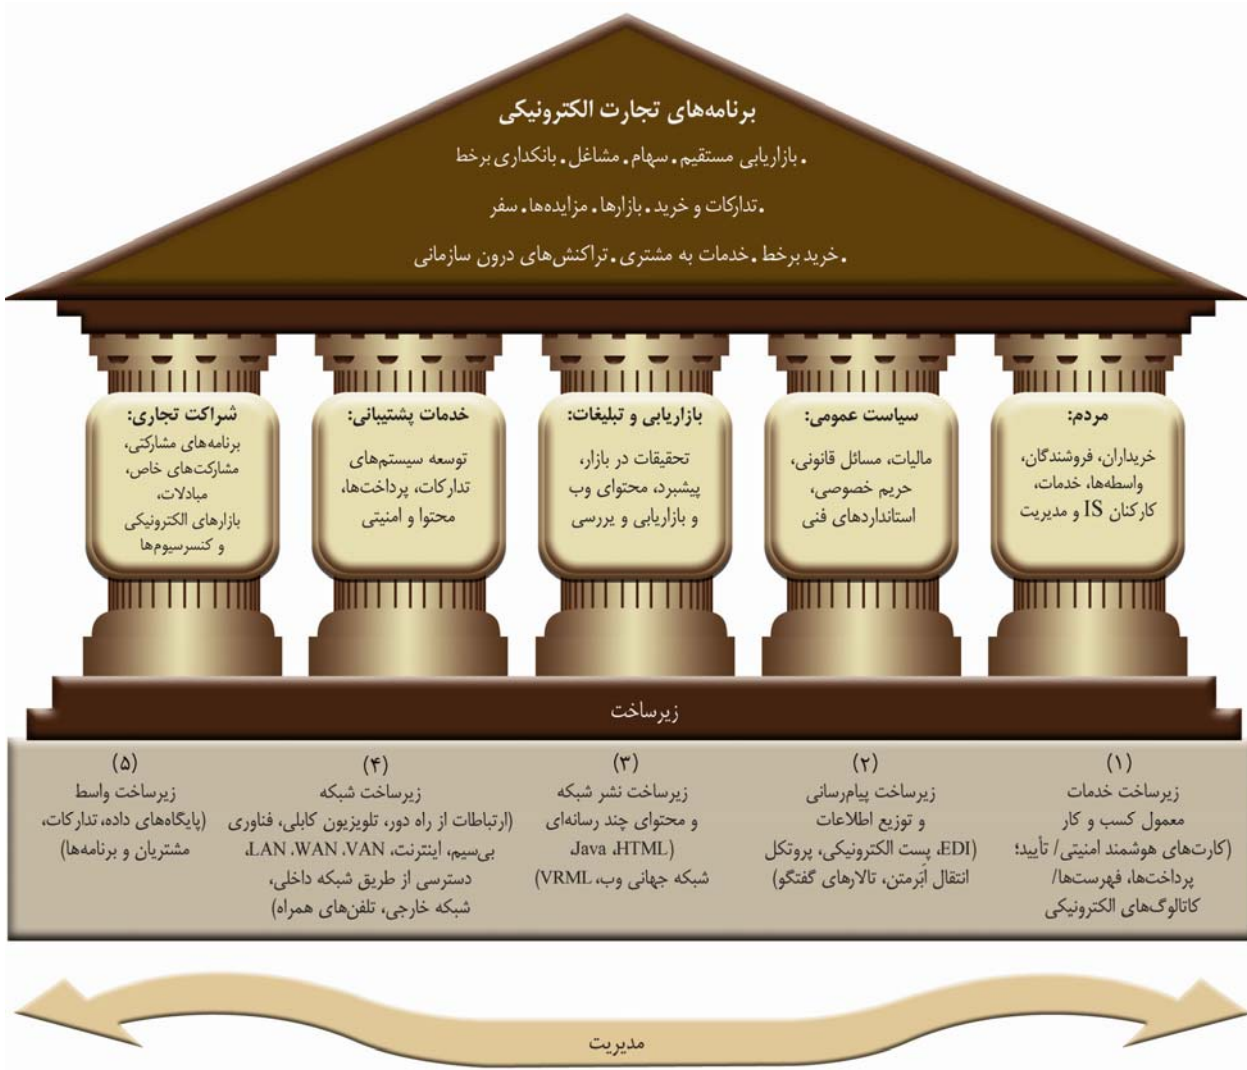 برنامه‌های تجارت الکترونیکی
. بازاریابی مستقیم . سهام . مشاغل . بانکداری برخط
. تدارکات و خرید . بازارها . مزایده‌ها . سفر
. خرید برخط . خدمات به مشتری . تراکنش‌های درون سازمانی
مردم:
خریداران، فروشندگان،
واسطه‌ها، خدمات،
کارکنان IS و مدیریت
سیاست عمومی:
مالیات، مسائل قانونی،
حریم خصوصی،
استانداردهای فنی
بازاریابی و تبلیغات:
تحقیقات در بازار،
پیشبرد، محتوای وب
و بازاریابی و یررسی
خدمات پشتیبانی:
توسعه سیستم‌های
تدارکات، پرداخت‌ها،
محتوا و امنیتی
شراکت تجاری:
برنامه‌های مشارکتی،
مشارکت‌های خاص،
مبادلات،
بازارهای الکترونیکی
و کنسرسیوم‌ها
زیرساخت
(۱)
زیرساخت خدمات
معمول کسب و کار
(کارت‌های هوشمند امنیتی/ تأیید؛
پرداخت‌ها، فهرست‌ها/
کاتالوگ‌های الکترونیکی
(۲)
زیرساخت پیام‌رسانی
و توزیع اطلاعات
(EDI، پست الکترونیکی، پروتکل
انتقال اَبَرمتن، تالارهای گفتگو)
(۳)
زیرساخت نشر شبکه
و محتوای چند رسانه‌ای
(HTML، Java،
شبکه جهانی وب، VRML)
(۴)
زیرساخت شبکه
(ارتباطات از راه دور، تلویزیون کابلی، فناوری
بی‌سیم، اینترنت، VAN، WAN، LAN،
دسترسی از طریق شبکه داخلی،
شبکه خارجی، تلفن‌های همراه)
(۵)
زیرساخت واسط
(پایگاه‌های داده، تدارکات،
مشتریان و برنامه‌ها)
مدیریت